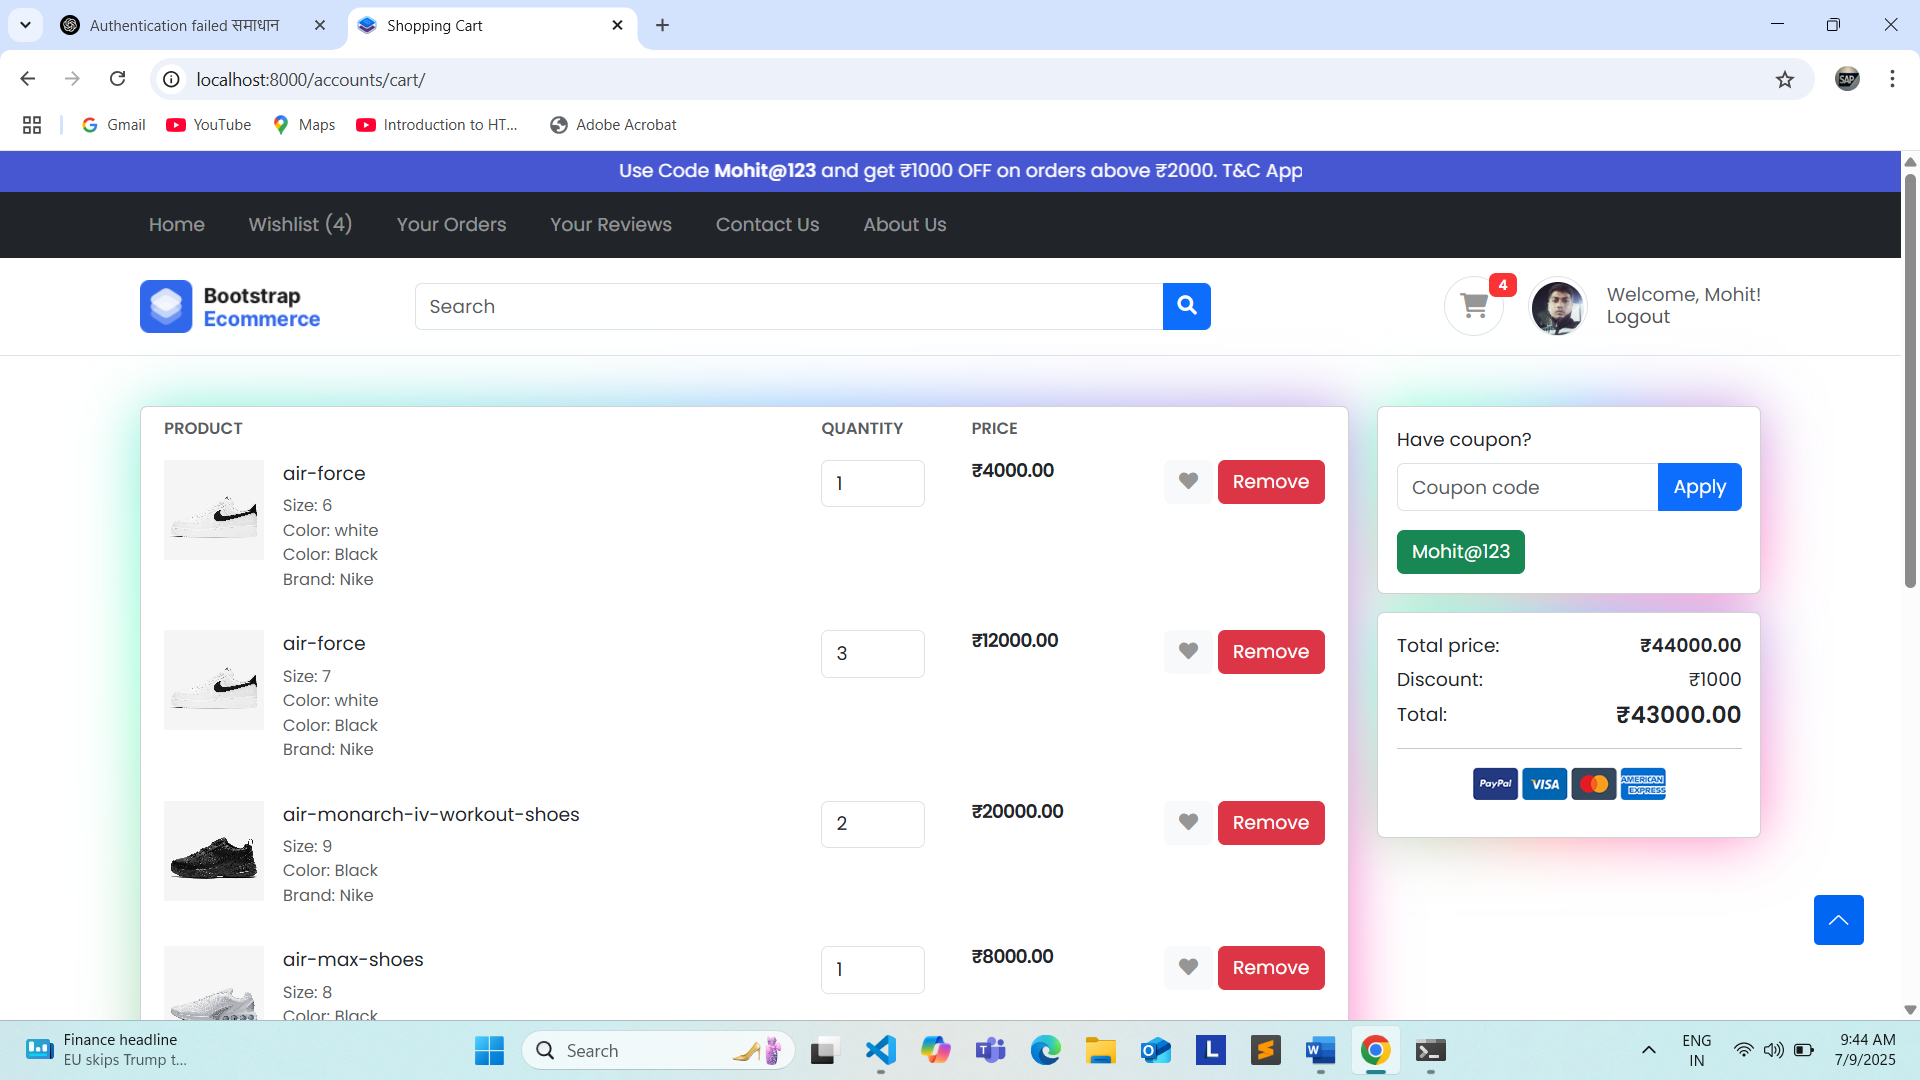 Authentication failed समाधान
Shopping Cart
localhost:8000/accounts/cart/
SAP
Gmail
YouTube
Maps
Introduction to HT...
Adobe Acrobat
Use Code Mohit@123 and get ₹1000 OFF on orders above ₹2000. T&C App
Home
Wishlist (4)
Your Orders
Your Reviews
Contact Us
About Us
Bootstrap
Ecommerce
Search
4
Welcome, Mohit!
Logout
PRODUCT
QUANTITY
PRICE
air-force
Size: 6
Color: white
Color: Black
Brand: Nike
1
₹4000.00
Remove
air-force
Size: 7
Color: white
Color: Black
Brand: Nike
3
₹12000.00
Remove
air-monarch-iv-workout-shoes
Size: 9
Color: Black
Brand: Nike
2
₹20000.00
Remove
air-max-shoes
Size: 8
Color: Black
1
₹8000.00
Remove
Have coupon?
Coupon code
Apply
Mohit@123
Total price:
₹44000.00
Discount:
₹1000
Total:
₹43000.00
PayPal
VISA
AMERICAN
EXPRESS
Finance headline
EU skips Trump t...
Search
L
ENG
IN
9:44 AM
7/9/2025